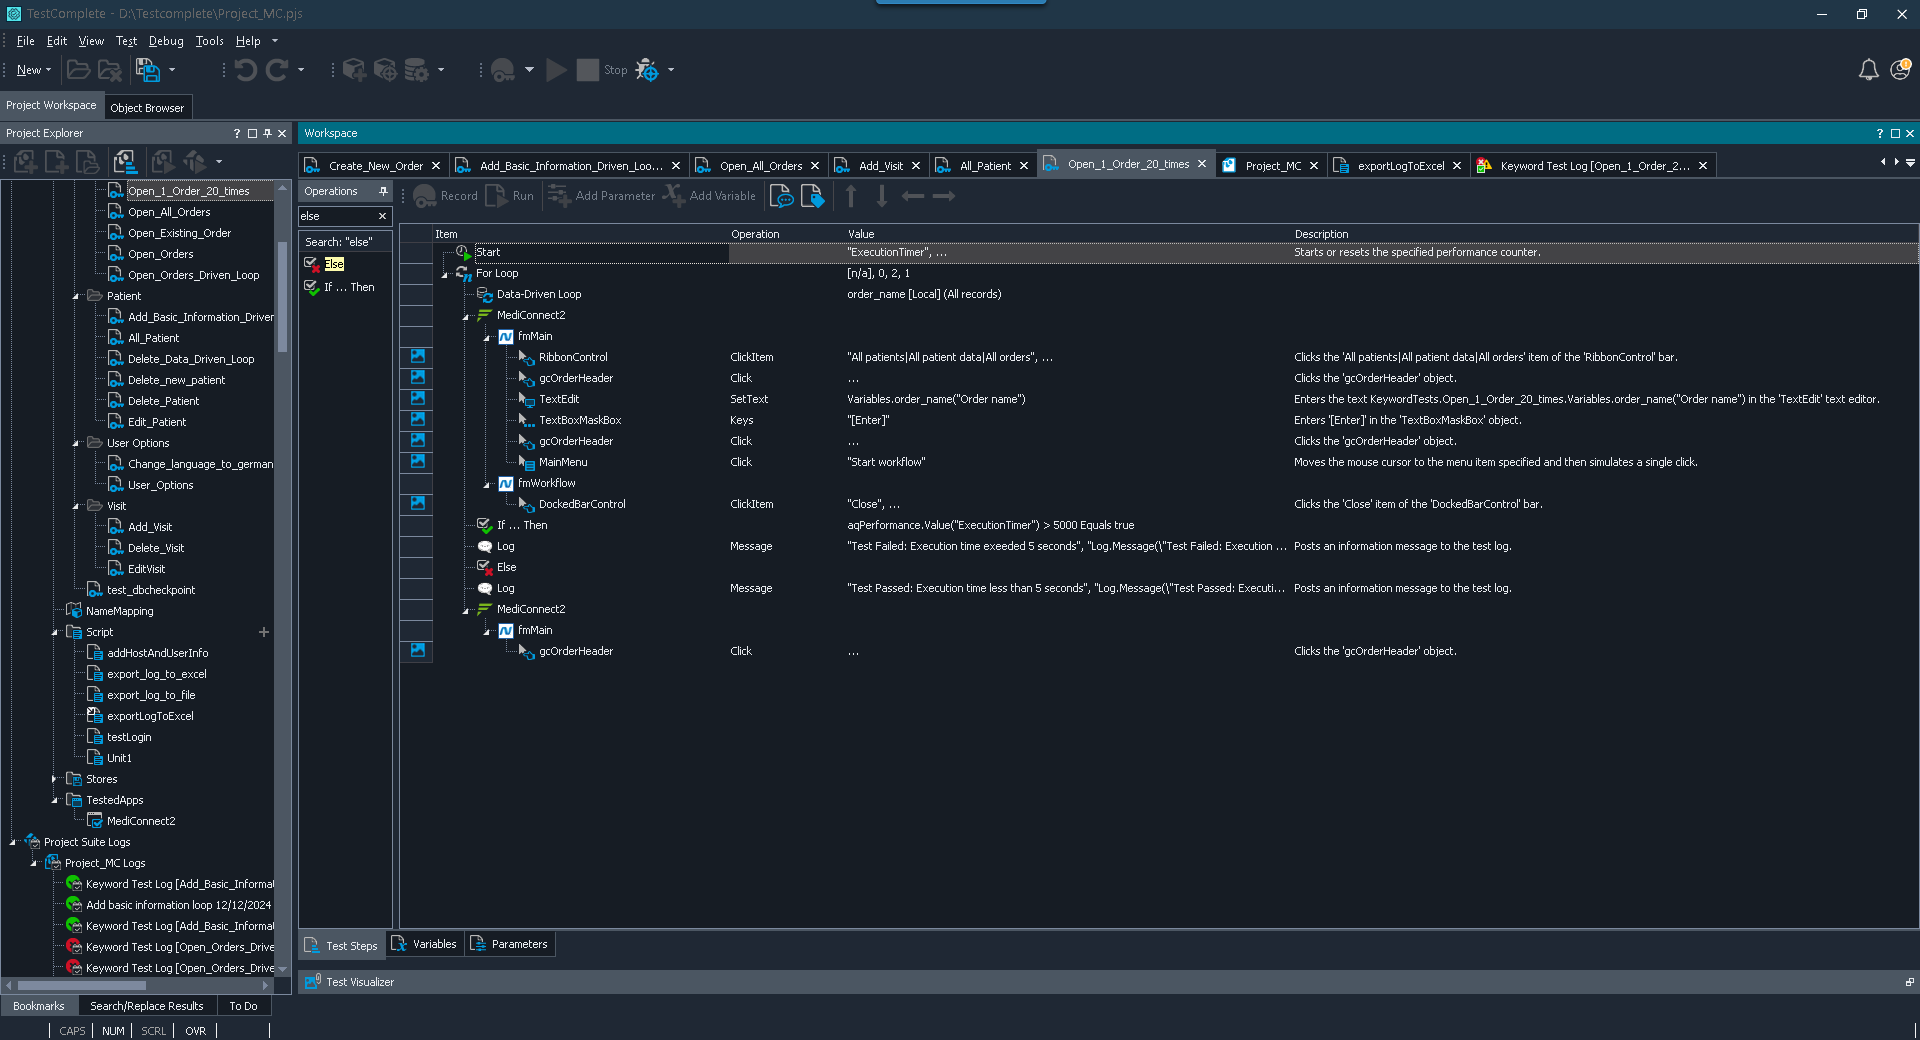 TestComplete - D:\Testcomplete\Project_MC.pjs
File Edit View Test Debug Tools Help
New Stop
Project Workspace Object Browser
Project Explorer ?
Workspace ?
Create_New_Order Add_Basic_Information_Driven_Loo... Open_All_Orders Add_Visit All_Patient Open_1_Order_20_times Project_MC exportLogToExcel Keyword Test Log [Open_1_Order_2...
Open_1_Order_20_times
Open_All_Orders
Open_Existing_Order
Open_Orders
Open_Orders_Driven_Loop
Patient
Add_Basic_Information_Driver
All_Patient
Delete_Data_Driven_Loop
Delete_new_patient
Delete_Patient
Edit_Patient
User Options
Change_language_to_german
User_Options
Visit
Add_Visit
Delete_Visit
EditVisit
test_dbcheckpoint
NameMapping
Script
addHostAndUserInfo
export_log_to_excel
export_log_to_file
exportLogToExcel
testLogin
Unit1
Stores
TestedApps
MediConnect2
Project Suite Logs
Project_MC Logs
Keyword Test Log [Add_Basic_Informat
Add basic information loop 12/12/2024
Keyword Test Log [Add_Basic_Informat
Keyword Test Log [Open_Orders_Drive
Keyword Test Log [Open_Orders_Drive
Operations
else
Search: "else"
Else
If ... Then
Record Run Add Parameter Add Variable
Item Operation Value Description
Start "ExecutionTimer", ... Starts or resets the specified performance counter.
For Loop [n/a], 0, 2, 1
Data-Driven Loop order_name [Local] (All records)
MediConnect2
fmMain
RibbonControl ClickItem "All patients|All patient data|All orders", ... Clicks the 'All patients|All patient data|All orders' item of the 'RibbonControl' bar.
gcOrderHeader Click ... Clicks the 'gcOrderHeader' object.
TextEdit SetText Variables.order_name("Order name") Enters the text KeywordTests.Open_1_Order_20_times.Variables.order_name("Order name") in the 'TextEdit' text editor.
TextBoxMaskBox Keys "[Enter]" Enters '[Enter]' in the 'TextBoxMaskBox' object.
gcOrderHeader Click ... Clicks the 'gcOrderHeader' object.
MainMenu Click "Start workflow" Moves the mouse cursor to the menu item specified and then simulates a single click.
fmWorkflow
DockedBarControl ClickItem "Close", ... Clicks the 'Close' item of the 'DockedBarControl' bar.
If ... Then aqPerformance.Value("ExecutionTimer") > 5000 Equals true
Log Message "Test Failed: Execution time exeeded 5 seconds", "Log.Message(\"Test Failed: Execution ... Posts an information message to the test log.
Else
Log Message "Test Passed: Execution time less than 5 seconds", "Log.Message(\"Test Passed: Executi... Posts an information message to the test log.
MediConnect2
fmMain
gcOrderHeader Click ... Clicks the 'gcOrderHeader' object.
Test Steps Variables Parameters
Test Visualizer
Bookmarks Search/Replace Results To Do
CAPS NUM SCRL OVR